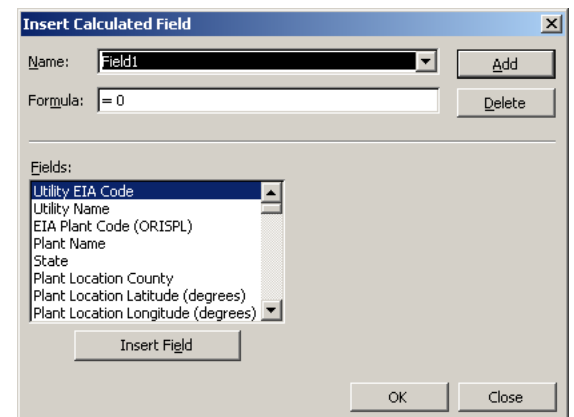 Insert Calculated Field
Name: Field1 Add
Formula: = 0 Delete
Fields:
Utility EIA Code
Utility Name
EIA Plant Code (ORISPL)
Plant Name
State
Plant Location County
Plant Location Latitude (degrees)
Plant Location Longitude (degrees)
Insert Field
OK Close